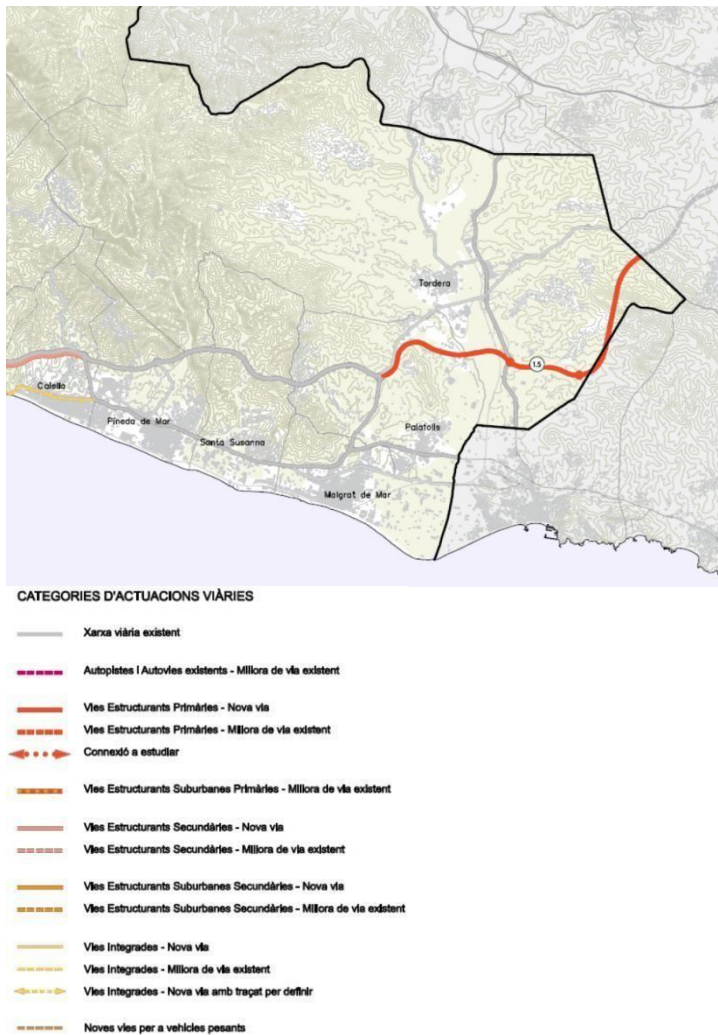 Tordera
1.5
Calella
Pineda de Mar
Palafolls
Santa Susanna
Malgrat de Mar
CATEGORIES D'ACTUACIONS VIÀRIES
Xarxa viària existent
Autopistes i Autovies existents - Millora de via existent
Vies Estructurants Primàries - Nova via
Vies Estructurants Primàries - Millora de via existent
Connexió a estudiar
Vies Estructurants Suburbanes Primàries - Millora de via existent
Vies Estructurants Secundàries - Nova via
Vies Estructurants Secundàries - Millora de via existent
Vies Estructurants Suburbanes Secundàries - Nova via
Vies Estructurants Suburbanes Secundàries - Millora de via existent
Vies Integrades - Nova via
Vies Integrades - Millora de via existent
Vies Integrades - Nova via amb traçat per definir
Noves vies per a vehicles pesants